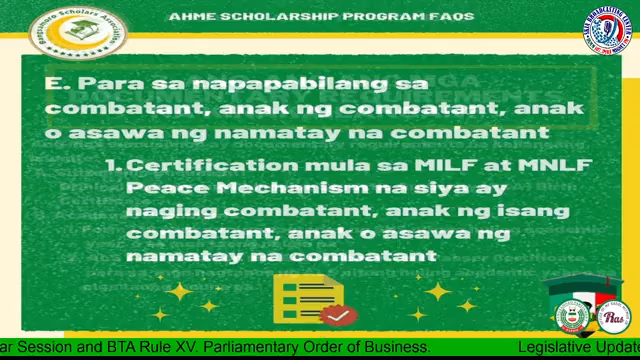 AHME SCHOLARSHIP PROGRAM FAQS
E. Para sa napapabilang sa
combatant, anak ng combatant, anak
o asawa ng namatay na combatant
1. Certification mula sa MILF at MNLF
Peace Mechanism na siya ay
naging combatant, anak ng isang
combatant, anak o asawa ng
namatay na combatant
ar Session and BTA Rule XV. Parliamentary Order of Business. Legislative Update